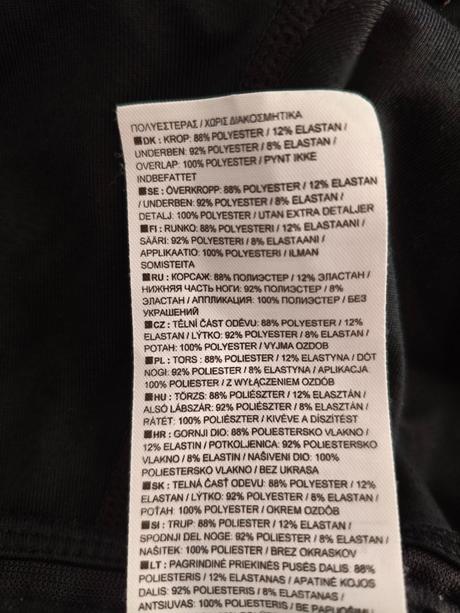 ΠΟΛΥΕΣΤΕΡΑΣ / ΧΩΡΙΣ ΔΙΑΚΟΣΜΗΤΙΚΑ
■DK : KROP: 88% POLYESTER / 12% ELASTAN /
UNDERBEN: 92% POLYESTER / 8% ELASTAN /
OVERLAP: 100% POLYESTER / PYNT IKKE
INDBEFATTET
■SE : ÖVERKROPP: 88% POLYESTER / 12% ELASTAN
/ UNDERBEN: 92% POLYESTER / 8% ELASTAN /
DETALJ: 100% POLYESTER / UTAN EXTRA DETALJER
■FI : RUNKO: 88% POLYESTERI / 12% ELASTAANI /
SÄÄRI: 92% POLYESTERI / 8% ELASTAANI /
APPLIKAATIO: 100% POLYESTERI / ILMAN
SOMISTEITA
■RU : КОРСАЖ: 88% ПОЛИЭСТЕР / 12% ЭЛАСТАН /
НИЖНЯЯ ЧАСТЬ НОГИ: 92% ПОЛИЭСТЕР / 8%
ЭЛАСТАН / АППЛИКАЦИЯ: 100% ПОЛИЭСТЕР / БЕЗ
УКРАШЕНИЙ
■CZ : TĚLNÍ ČÁST ODĚVU: 88% POLYESTER / 12%
ELASTAN / LÝTKO: 92% POLYESTER / 8% ELASTAN /
POTAH: 100% POLYESTER / VYJMA OZDOB
■PL : TORS : 88% POLIESTER / 12% ELASTYNA / DÓT
NOGI: 92% POLIESTER / 8% ELASTYNA / APLIKACJA:
100% POLIESTER / Z WYŁĄCZENIEM OZDÓB
■HU : TÖRZS: 88% POLIÉSZTER / 12% ELASZTÁN /
ALSÓ LÁBSZÁR: 92% POLIÉSZTER / 8% ELASZTÁN /
RÁTÉT: 100% POLIÉSZTER / KIVÉVE A DÍSZÍTÉST
■HR : GORNJI DIO: 88% POLIESTERSKO VLAKNO /
12% ELASTIN / POTKOLJENICA: 92% POLIESTERSKO
VLAKNO / 8% ELASTIN / NAŠIVENI DIO: 100%
POLIESTERSKO VLAKNO / BEZ UKRASA
■SK : TELNÁ ČASŤ ODEVU: 88% POLYESTER / 12%
ELASTAN / LÝTKO: 92% POLYESTER / 8% ELASTAN /
POŤAH: 100% POLYESTER / OKREM OZDÔB
■SI : TRUP: 88% POLIESTER / 12% ELASTAN /
SPODNJI DEL NOGE: 92% POLIESTER / 8% ELASTAN /
NAŠITEK: 100% POLIESTER / BREZ OKRASKOV
■LT : PAGRINDINĖ PRIEKINĖS PUSĖS DALIS: 88%
POLIESTERIS / 12% ELASTANAS / APATINĖ KOJOS
DALIS: 92% POLIESTERIS / 8% ELASTANAS /
ANTSIUVAS: 100% POLIESTERIS / BE PAPUOŠIMO